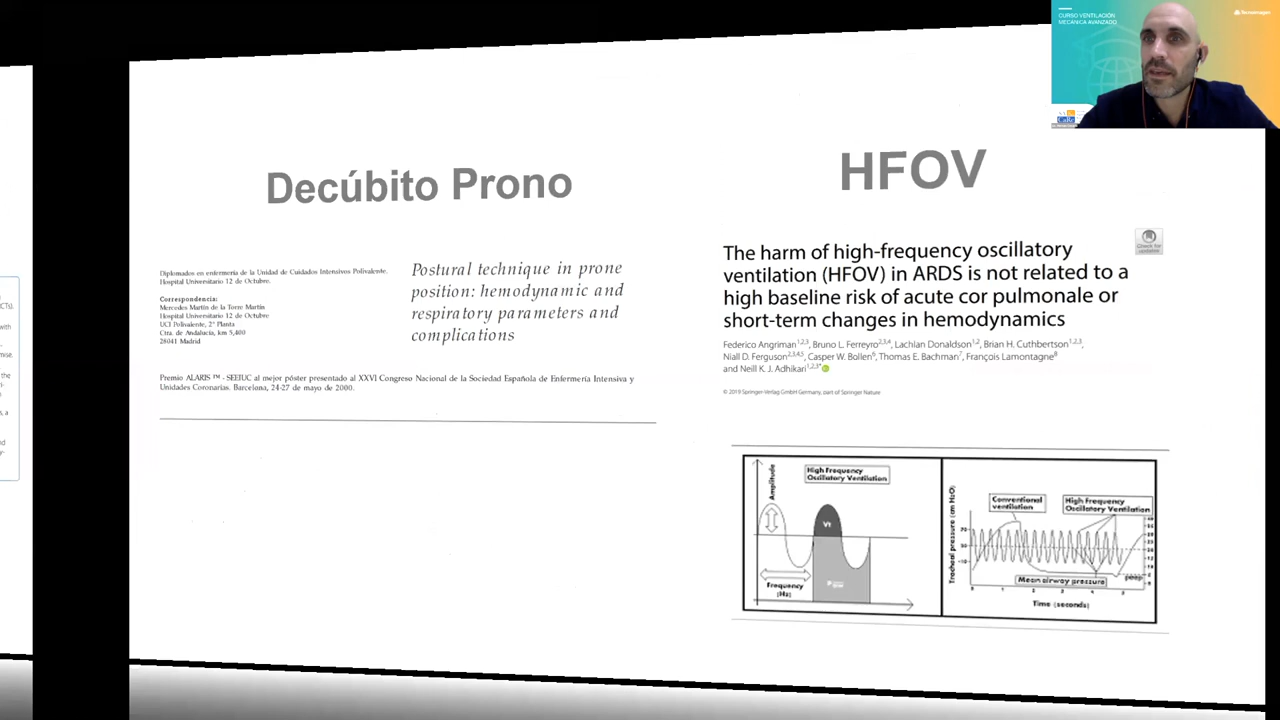 CURSO VENTILACIÓN
MECÁNICA AVANZADO
Decúbito Prono
Diplomados en enfermería de la Unidad de Cuidados Intensivos Polivalente.
Hospital Universitario 12 de Octubre.
Correspondencia:
Mercedes Martín de la Torre Martín
Hospital Universitario 12 de Octubre
UCI Polivalente, 2ª Planta
Ctra. de Andalucía, km 5,400
28041 Madrid
Postural technique in prone
position: hemodynamic and
respiratory parameters and
complications
Premio ALARIS ™ - SEEIUC al mejor póster presentado al XXVI Congreso Nacional de la Sociedad Española de Enfermería Intensiva y
Unidades Coronarias. Barcelona, 24-27 de mayo de 2000.
HFOV
Check for
updates
The harm of high-frequency oscillatory
ventilation (HFOV) in ARDS is not related to a
high baseline risk of acute cor pulmonale or
short-term changes in hemodynamics
Federico Angriman1,2,3, Bruno L. Ferreyro2,3,4, Lachlan Donaldson1,2, Brian H. Cuthbertson1,2,3,
Niall D. Ferguson2,3,4,5, Casper W. Bollen6, Thomas E. Bachman7, François Lamontagne8
and Neill K. J. Adhikari1,2,3*
© 2019 Springer-Verlag GmbH Germany, part of Springer Nature
Amplitude
High Frequency
Oscillatory Ventilation
VT
Frequency
(Hz)
Tracheal pressure (cm H2O)
Conventional
ventilation
High Frequency
Oscillatory Ventilation
Mean airway pressure
peep
Time (seconds)